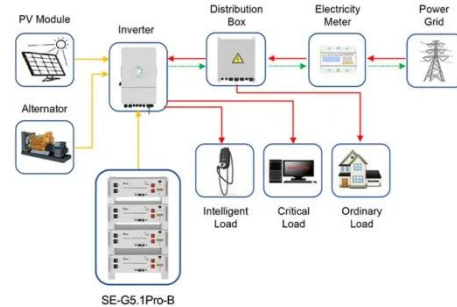 PV Module
Inverter
Distribution
Box
Electricity
Meter
Power
Grid
Alternator
Intelligent
Load
Critical
Load
Ordinary
Load
SE-G5.1Pro-B